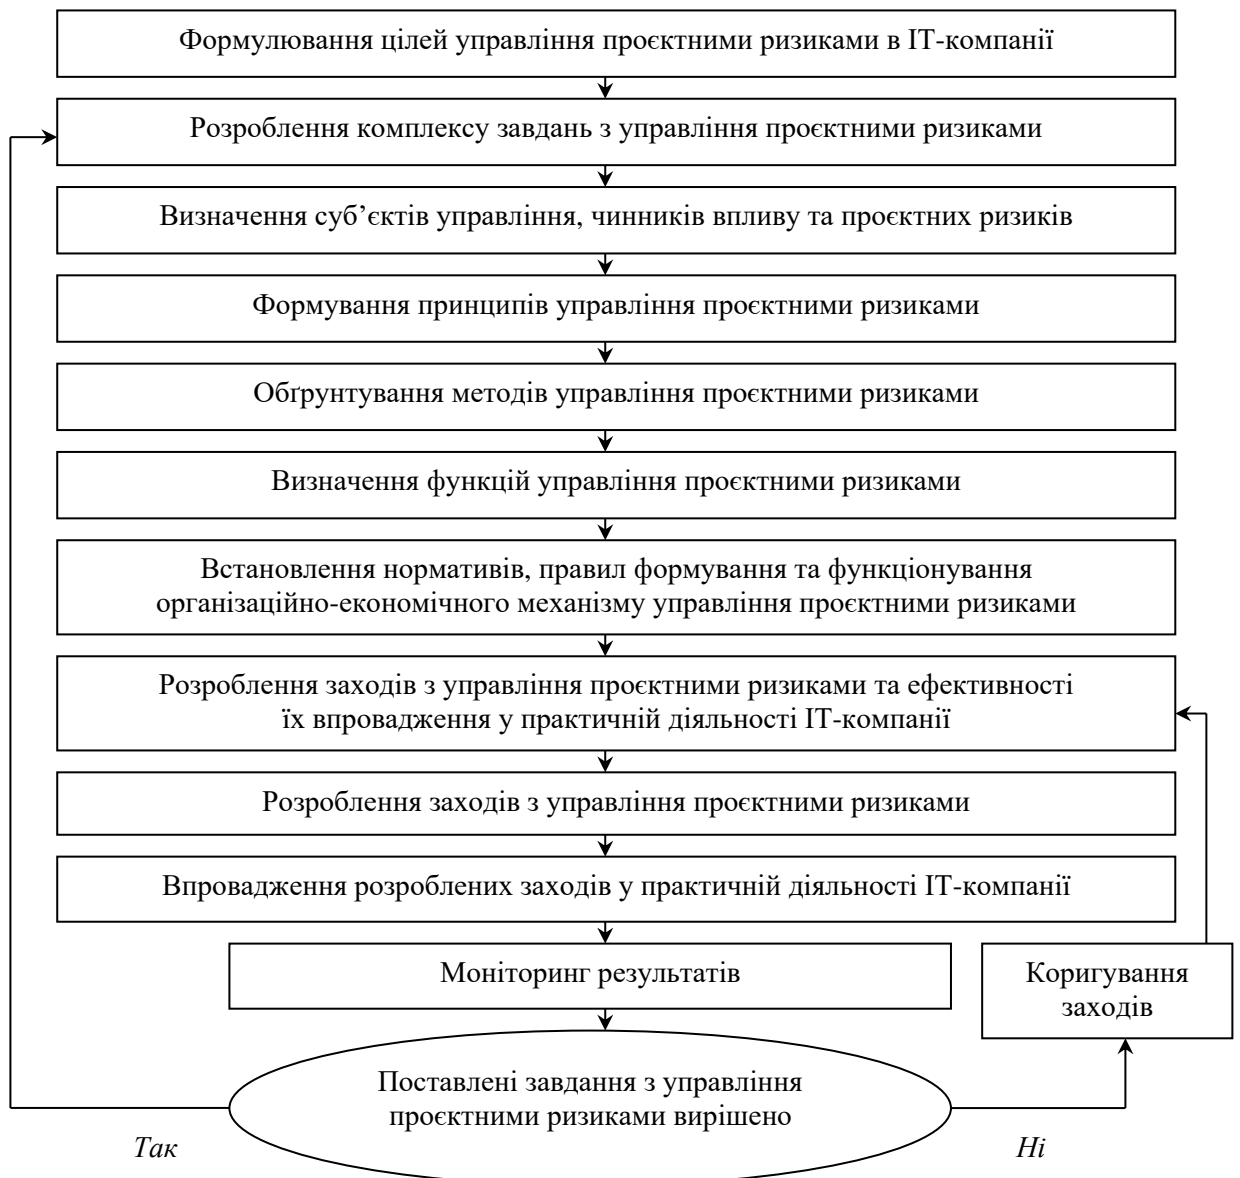 Формулювання цілей управління проєктними ризиками в ІТ-компанії
Розроблення комплексу завдань з управління проєктними ризиками
Визначення суб’єктів управління, чинників впливу та проєктних ризиків
Формування принципів управління проєктними ризиками
Обґрунтування методів управління проєктними ризиками
Визначення функцій управління проєктними ризиками
Встановлення нормативів, правил формування та функціонування
організаційно-економічного механізму управління проєктними ризиками
Розроблення заходів з управління проєктними ризиками та ефективності
їх впровадження у практичній діяльності ІТ-компанії
Розроблення заходів з управління проєктними ризиками
Впровадження розроблених заходів у практичній діяльності ІТ-компанії
Моніторинг результатів
Коригування
заходів
Поставлені завдання з управління
проєктними ризиками вирішено
Так
Ні